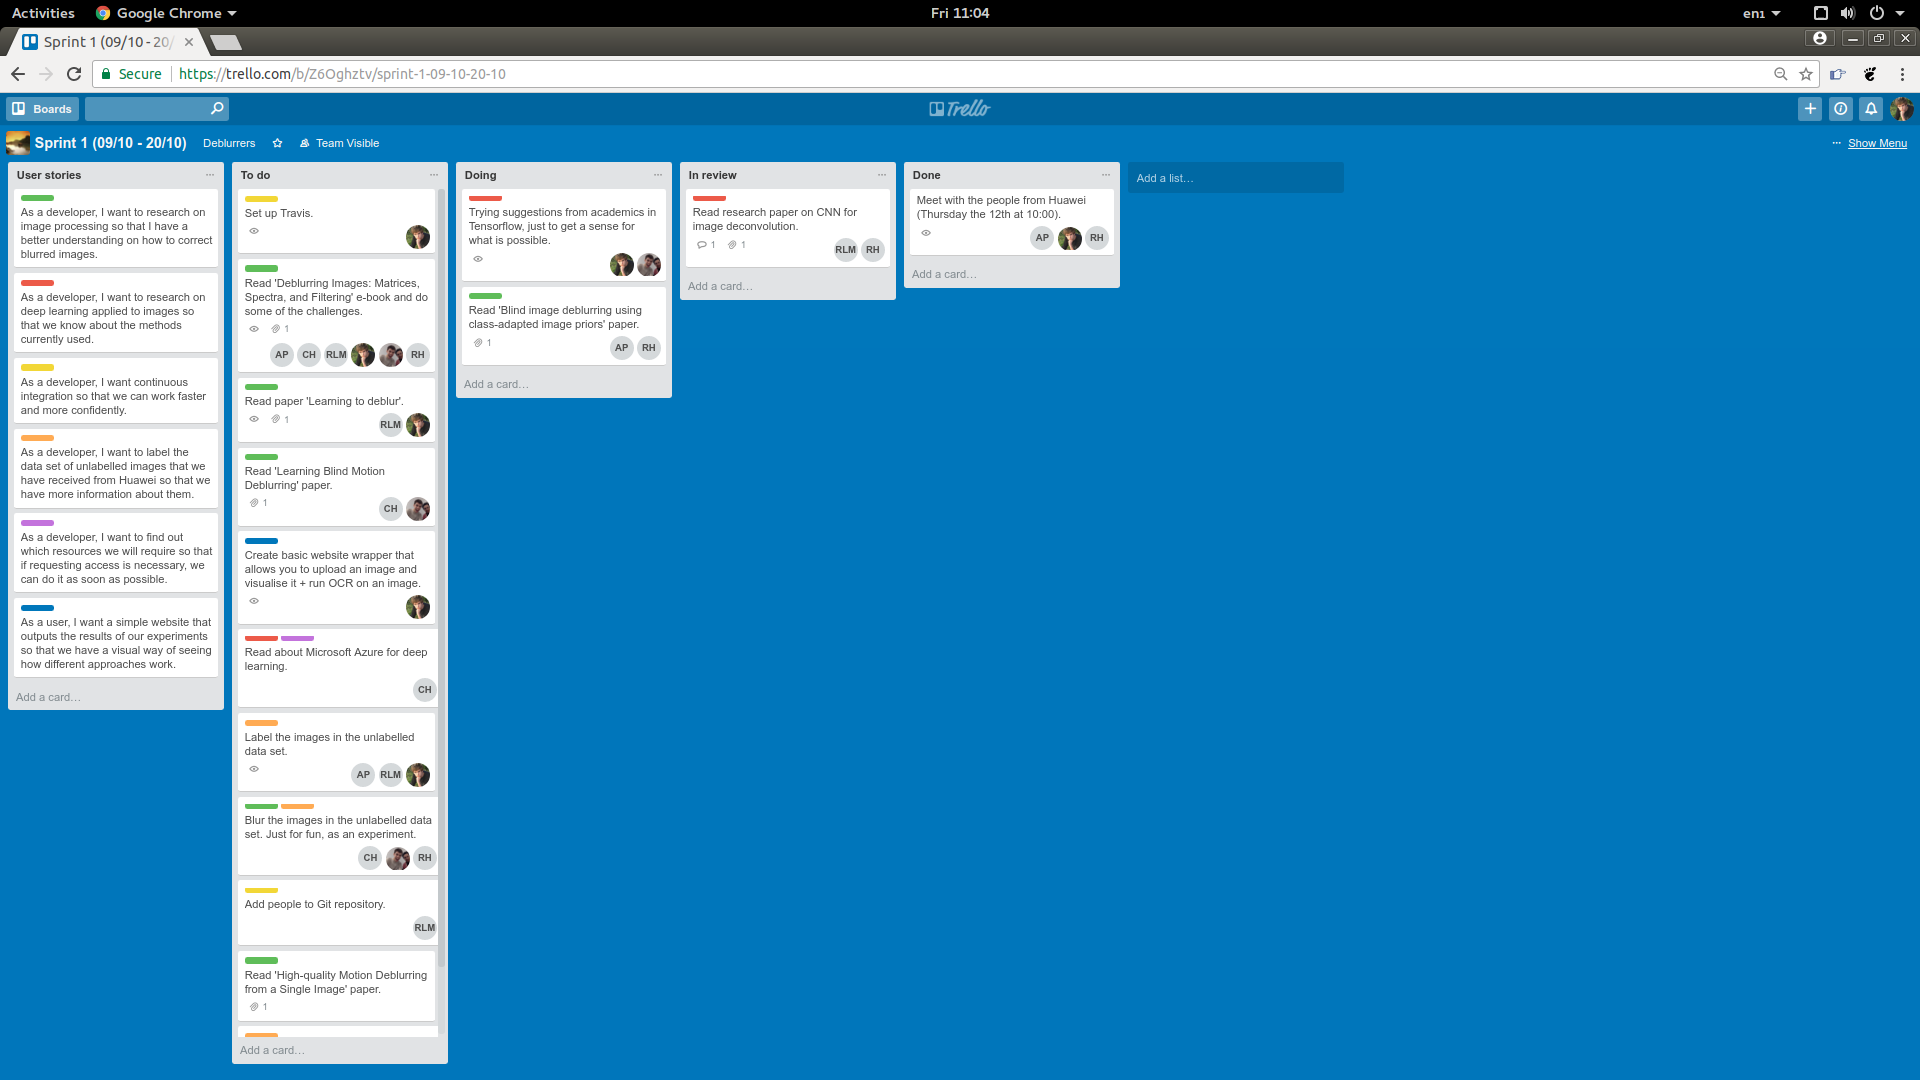 Activities
Google Chrome
Fri 11:04
en1
Sprint 1 (09/10 - 20/
Secure
https://trello.com/b/Z6Oghztv/sprint-1-09-10-20-10
Boards
Trello
Sprint 1 (09/10 - 20/10)
Deblurrers
Team Visible
... Show Menu
User stories
As a developer, I want to research on
image processing so that I have a
better understanding on how to correct
blurred images.
As a developer, I want to research on
deep learning applied to images so
that we know about the methods
currently used.
As a developer, I want continuous
integration so that we can work faster
and more confidently.
As a developer, I want to label the
data set of unlabelled images that we
have received from Huawei so that we
have more information about them.
As a developer, I want to find out
which resources we will require so that
if requesting access is necessary, we
can do it as soon as possible.
As a user, I want a simple website that
outputs the results of our experiments
so that we have a visual way of seeing
how different approaches work.
Add a card…
To do
Set up Travis.
Read 'Deblurring Images: Matrices,
Spectra, and Filtering' e-book and do
some of the challenges.
1
AP CH RLM RH
Read paper 'Learning to deblur'.
1
RLM
Read 'Learning Blind Motion
Deblurring' paper.
1
CH
Create basic website wrapper that
allows you to upload an image and
visualise it + run OCR on an image.
Read about Microsoft Azure for deep
learning.
CH
Label the images in the unlabelled
data set.
AP RLM
Blur the images in the unlabelled data
set. Just for fun, as an experiment.
CH RH
Add people to Git repository.
RLM
Read 'High-quality Motion Deblurring
from a Single Image' paper.
1
Add a card…
Doing
Trying suggestions from academics in
Tensorflow, just to get a sense for
what is possible.
Read 'Blind image deblurring using
class-adapted image priors' paper.
1
AP RH
Add a card…
In review
Read research paper on CNN for
image deconvolution.
1 1
RLM RH
Add a card…
Done
Meet with the people from Huawei
(Thursday the 12th at 10:00).
AP RH
Add a card…
Add a list…